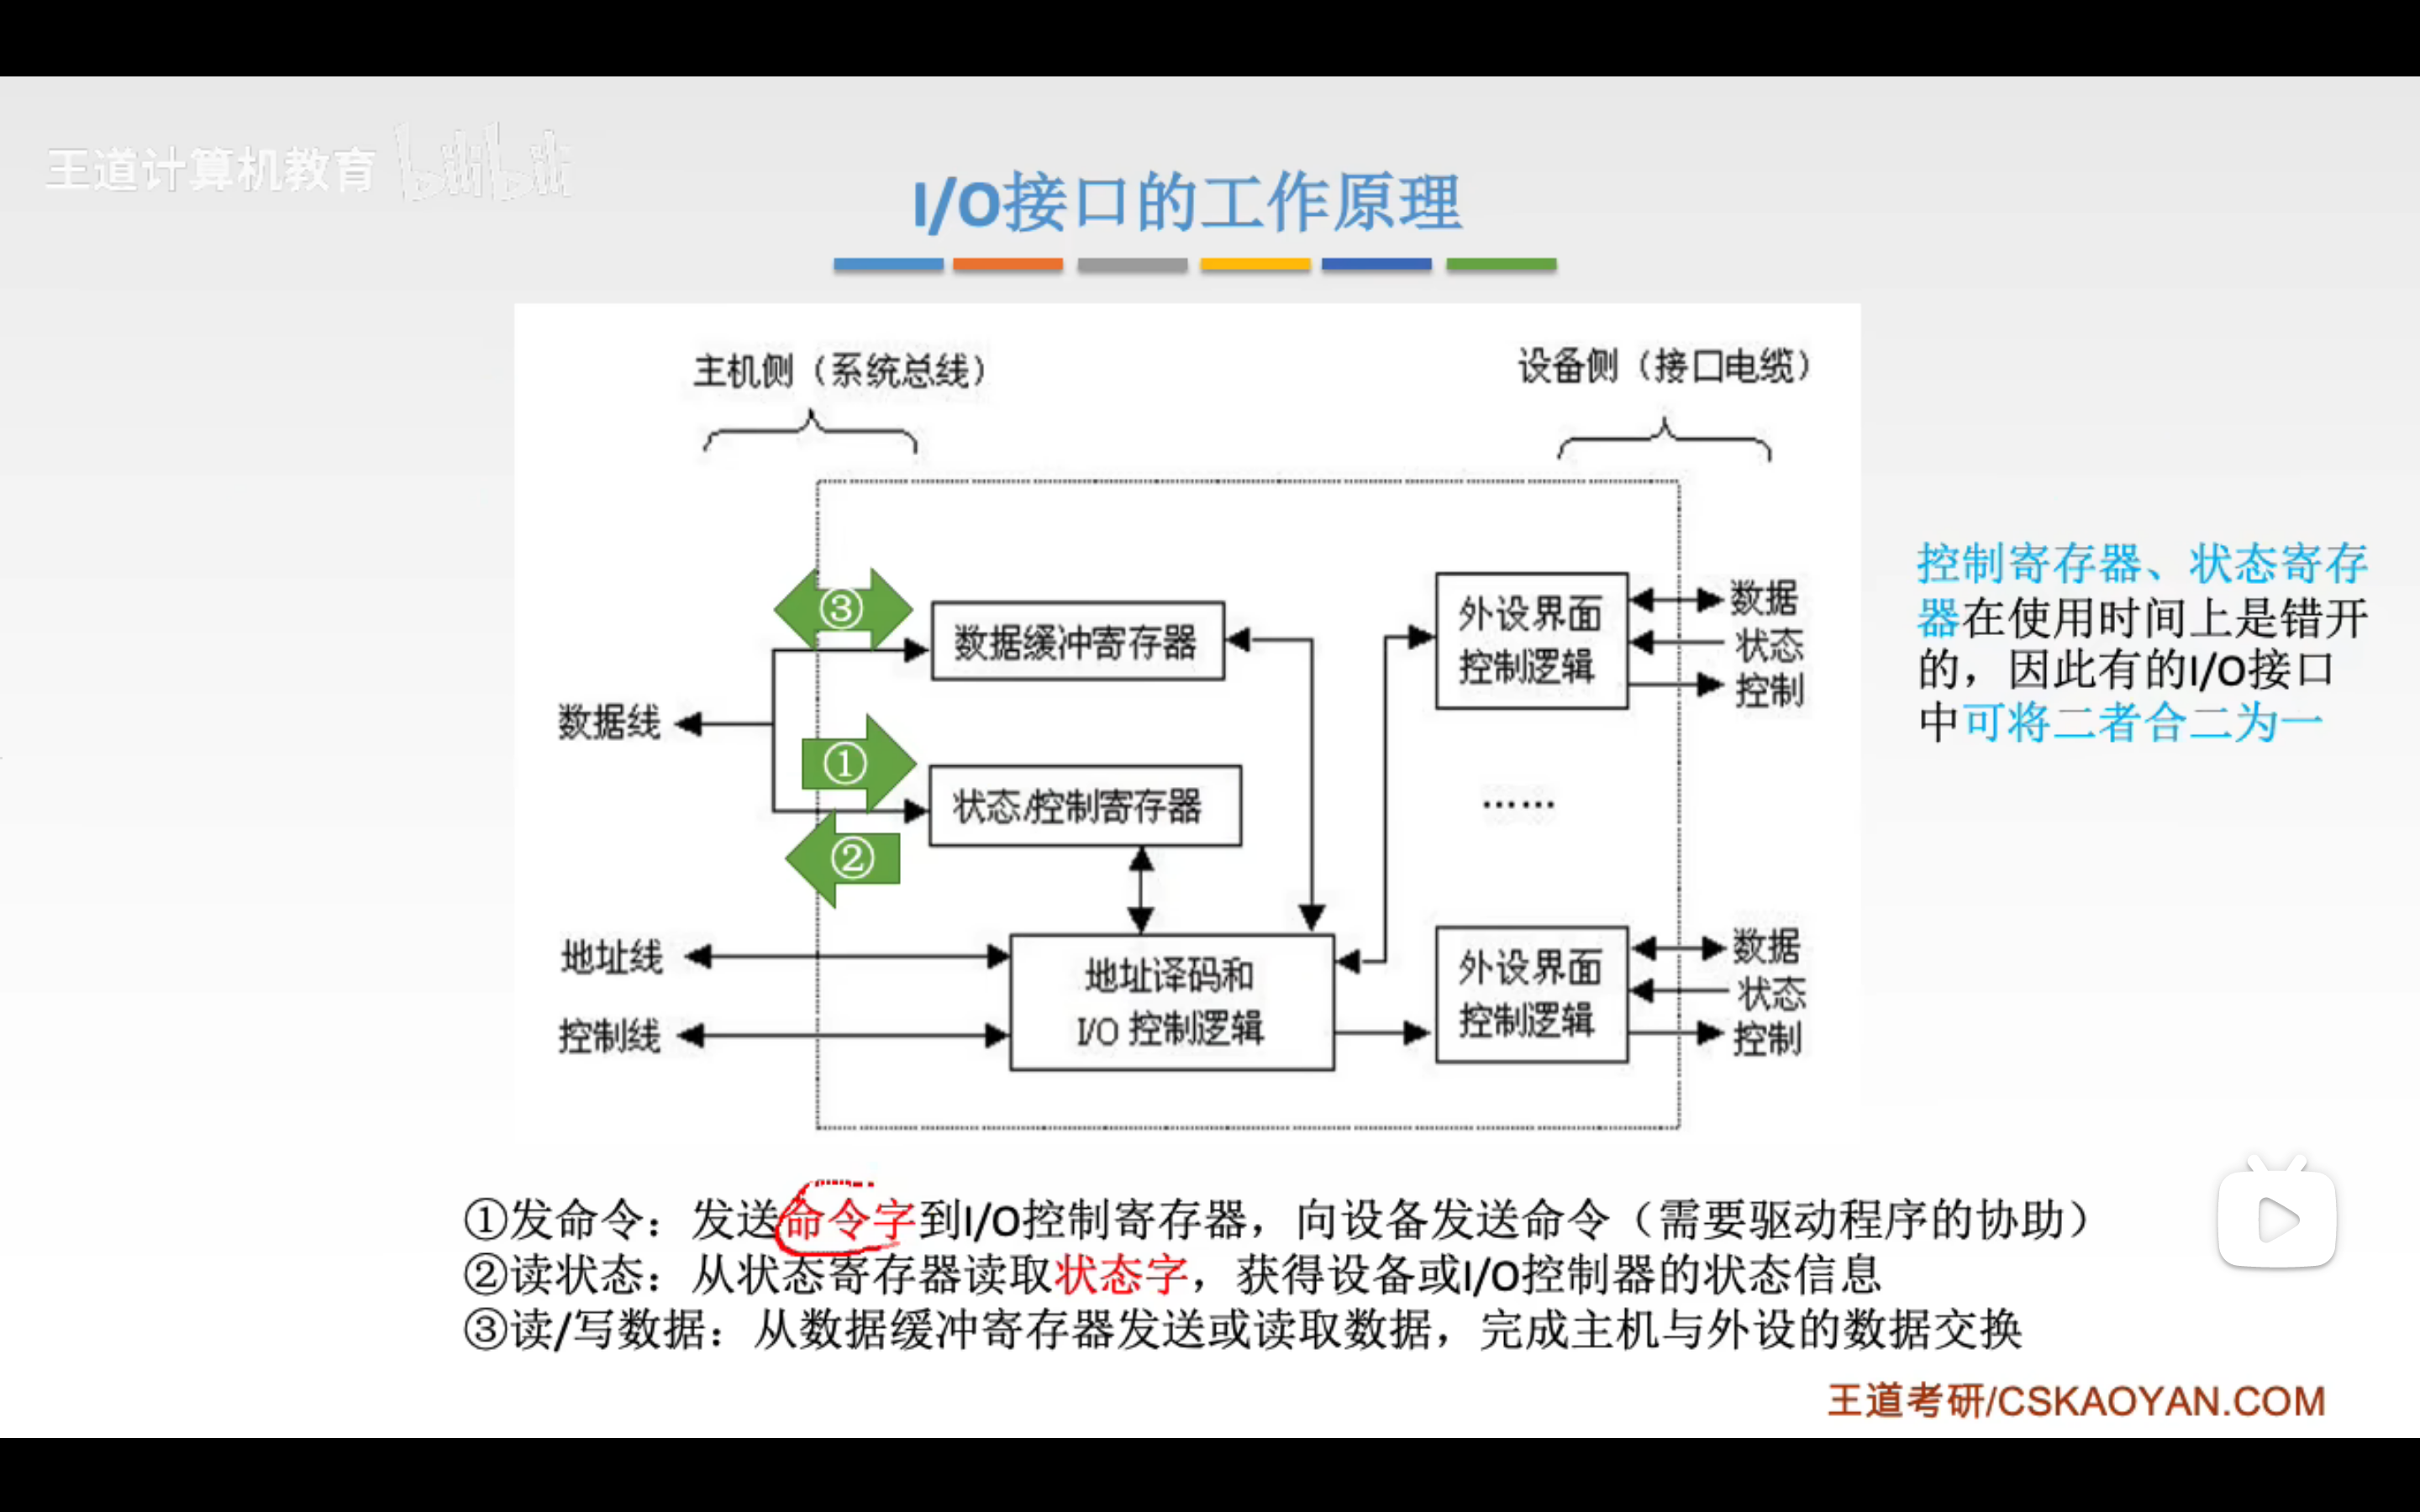 王道计算机教育 bilibili
I/O接口的工作原理
主机侧（系统总线）
设备侧（接口电缆）
③
数据缓冲寄存器
外设界面
控制逻辑
数据
状态
控制
数据线
①
状态/控制寄存器
……
②
地址线
控制线
地址译码和
I/O 控制逻辑
外设界面
控制逻辑
数据
状态
控制
控制寄存器、状态寄存
器在使用时间上是错开
的，因此有的I/O接口
中可将二者合二为一
①发命令：发送命令字到I/O控制寄存器，向设备发送命令（需要驱动程序的协助）
②读状态：从状态寄存器读取状态字，获得设备或I/O控制器的状态信息
③读/写数据：从数据缓冲寄存器发送或读取数据，完成主机与外设的数据交换
王道考研/CSKAOYAN.COM